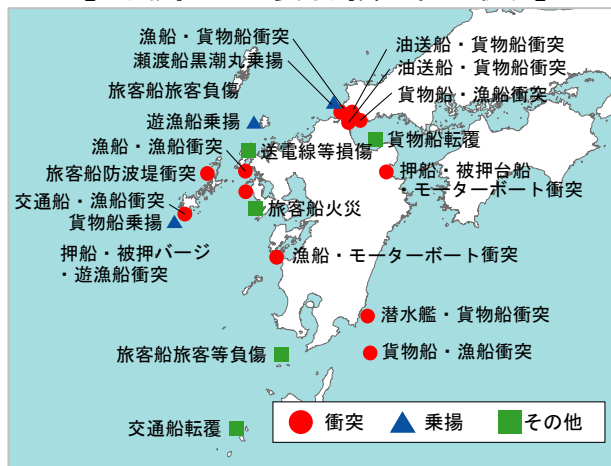 漁船・貨物船衝突
瀬渡船黒潮丸乗揚
旅客船旅客負傷
遊漁船乗揚
漁船・漁船衝突
送電線等損傷
旅客船防波堤衝突
交通船・漁船衝突
貨物船乗揚
押船・被押バージ
・遊漁船衝突
旅客船火災
油送船・貨物船衝突
油送船・貨物船衝突
貨物船・漁船衝突
貨物船転覆
押船・被押台船
・モーターボート衝突
漁船・モーターボート衝突
潜水艦・貨物船衝突
貨物船・漁船衝突
旅客船旅客等負傷
交通船転覆
衝突 乗揚 その他